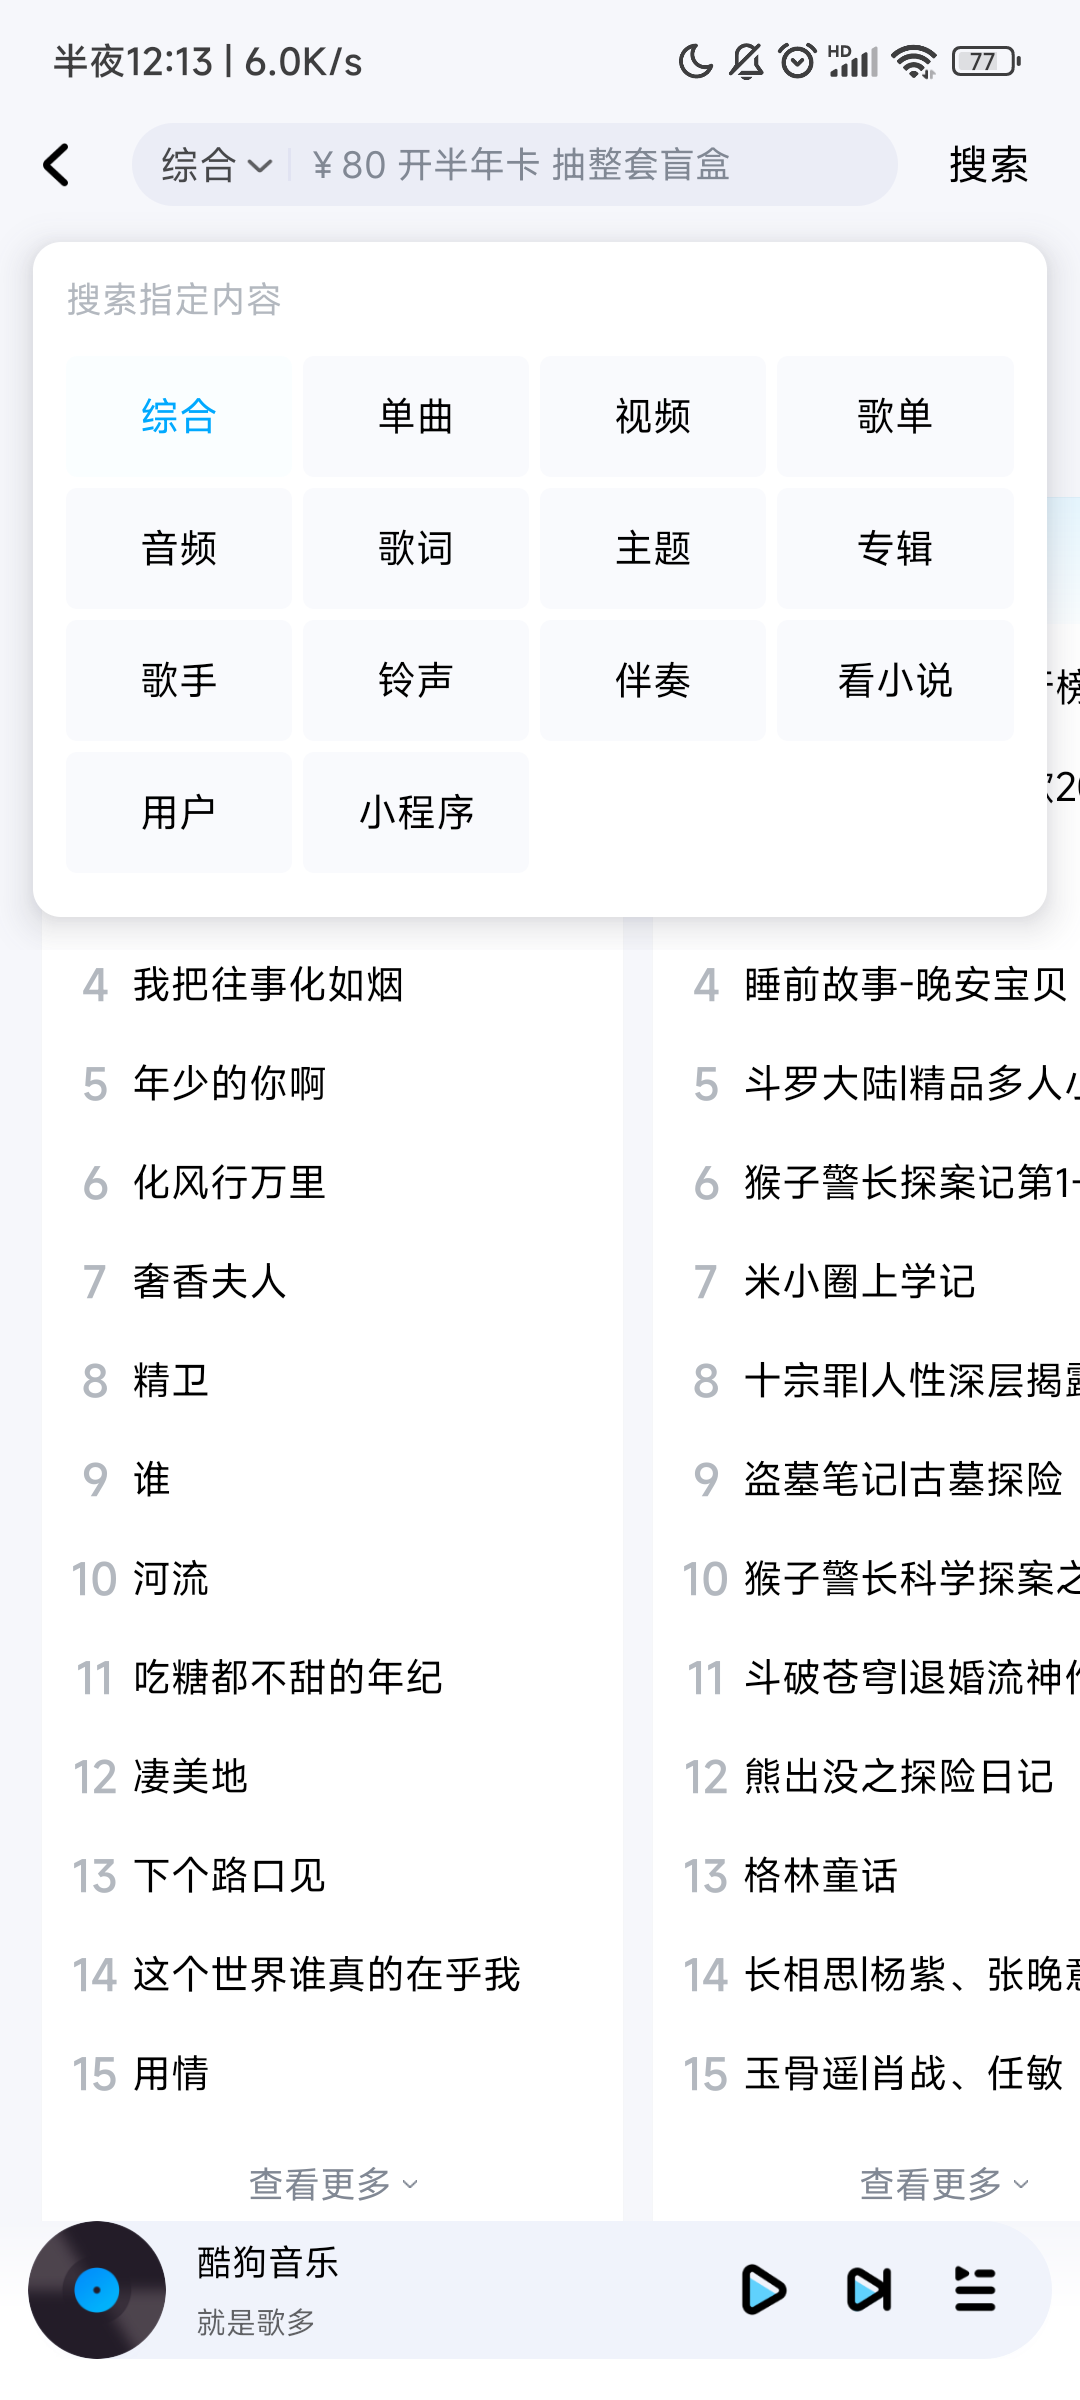 半夜12:13 | 6.0K/s HD 77
综合 ¥80 开半年卡 抽整套盲盒 搜索
搜索指定内容
综合 单曲 视频 歌单
音频 歌词 主题 专辑
歌手 铃声 伴奏 看小说
用户 小程序
榜
20
4 我把往事化如烟
5 年少的你啊
6 化风行万里
7 奢香夫人
8 精卫
9 谁
10 河流
11 吃糖都不甜的年纪
12 凄美地
13 下个路口见
14 这个世界谁真的在乎我
15 用情
查看更多
4 睡前故事-晚安宝贝
5 斗罗大陆|精品多人小
6 猴子警长探案记第1-
7 米小圈上学记
8 十宗罪|人性深层揭露
9 盗墓笔记|古墓探险
10 猴子警长科学探案之
11 斗破苍穹|退婚流神作
12 熊出没之探险日记
13 格林童话
14 长相思|杨紫、张晚意
15 玉骨遥|肖战、任敏
查看更多
酷狗音乐
就是歌多